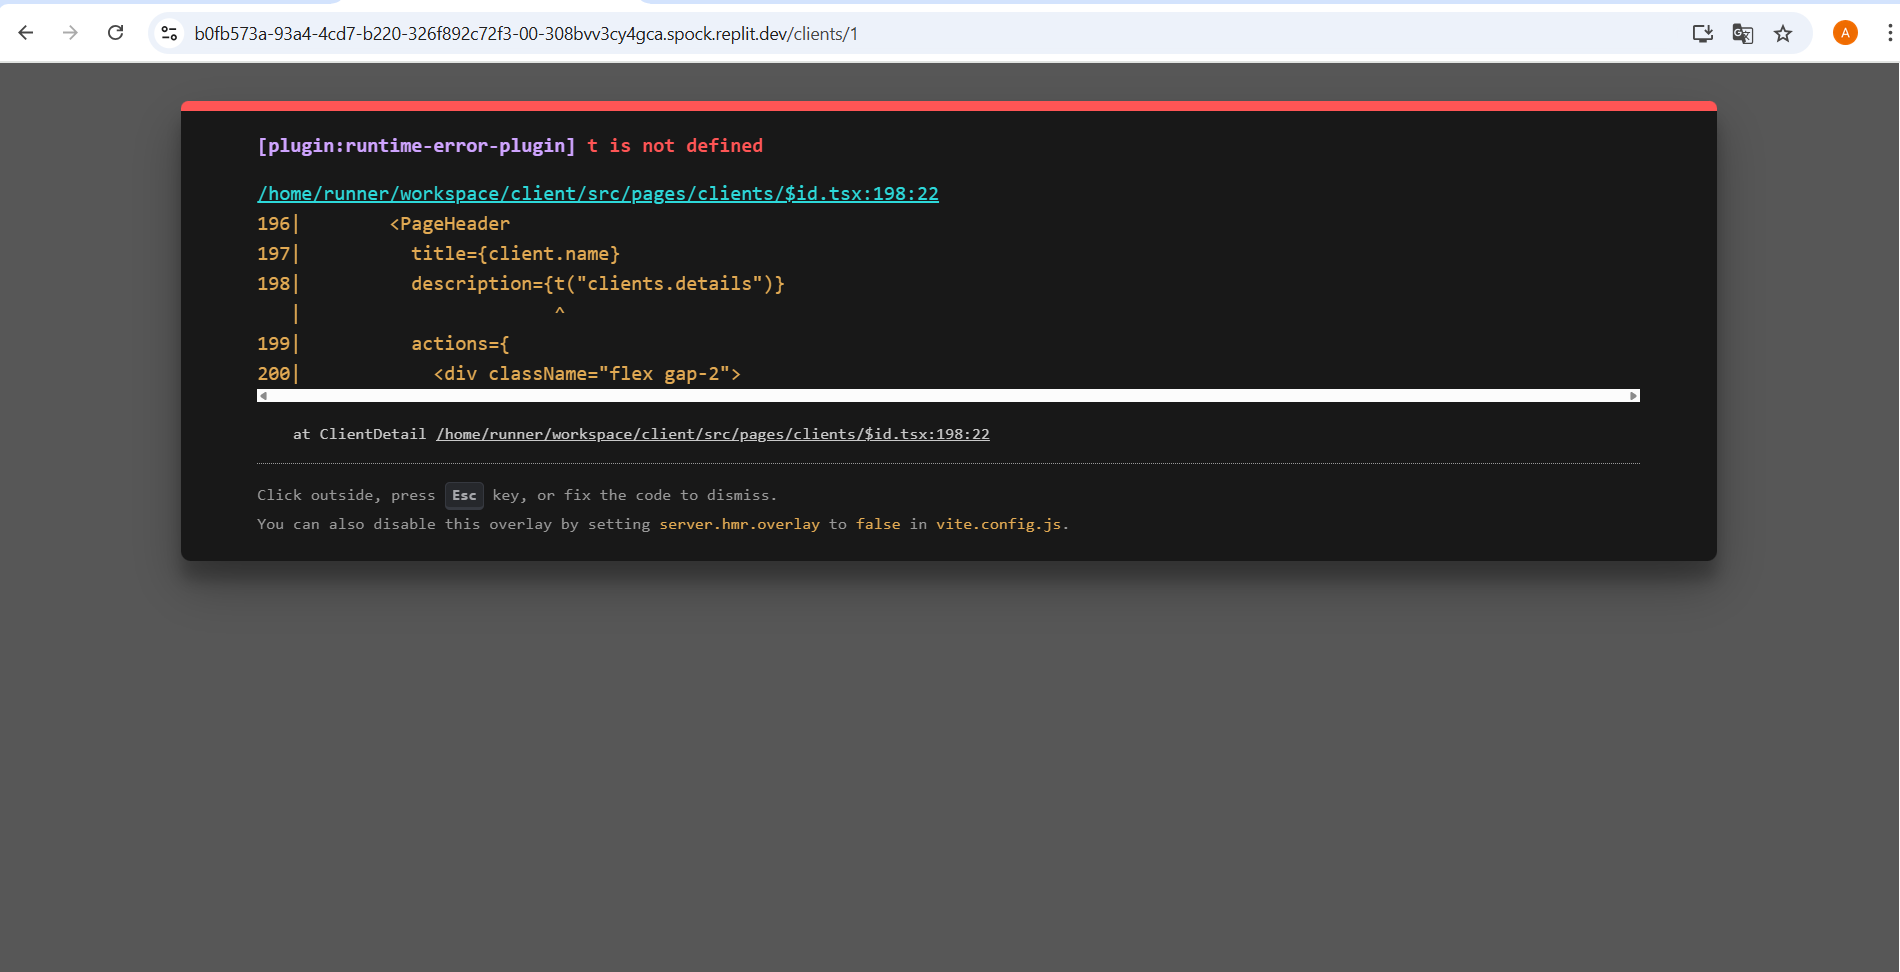 b0fb573a-93a4-4cd7-b220-326f892c72f3-00-308bvv3cy4gca.spock.replit.dev/clients/1
A
[plugin:runtime-error-plugin] t is not defined
/home/runner/workspace/client/src/pages/clients/$id.tsx:198:22
196|        <PageHeader
197|          title={client.name}
198|          description={t("clients.details")}
   |                       ^
199|          actions={
200|            <div className="flex gap-2">
at ClientDetail /home/runner/workspace/client/src/pages/clients/$id.tsx:198:22
Click outside, press Esc key, or fix the code to dismiss.
You can also disable this overlay by setting server.hmr.overlay to false in vite.config.js.